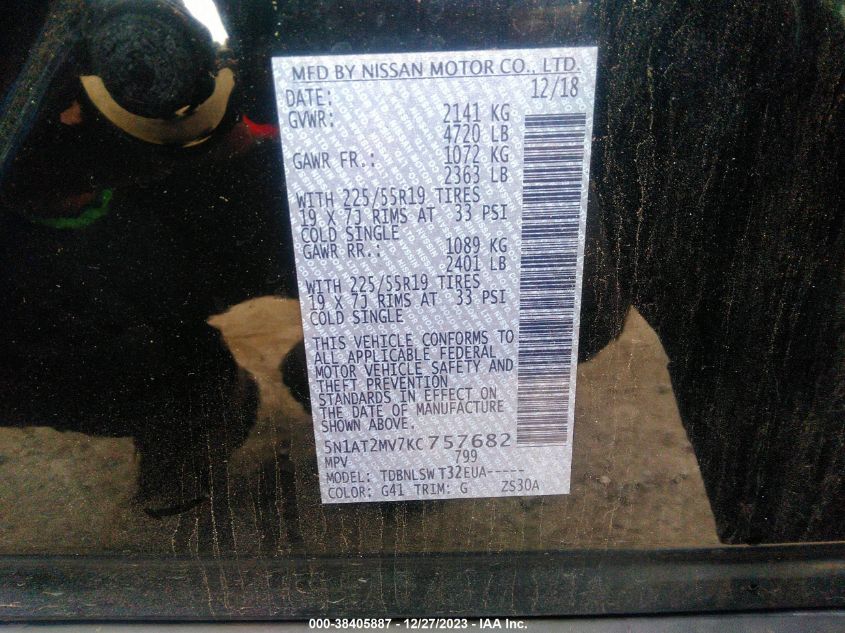 MFD BY NISSAN MOTOR CO., LTD.
DATE: 12/18
GVWR: 2141 KG
4720 LB
GAWR FR.: 1072 KG
2363 LB
WITH 225/55R19 TIRES
19 X 7J RIMS AT 33 PSI
COLD SINGLE
GAWR RR.: 1089 KG
2401 LB
WITH 225/55R19 TIRES
19 X 7J RIMS AT 33 PSI
COLD SINGLE
THIS VEHICLE CONFORMS TO
ALL APPLICABLE FEDERAL
MOTOR VEHICLE SAFETY AND
THEFT PREVENTION
STANDARDS IN EFFECT ON
THE DATE OF MANUFACTURE
SHOWN ABOVE.
5N1AT2MV7KC757682
MPV 799
MODEL: TDBNLSW T32EUA-----
COLOR: G41 TRIM: G ZS30A
000-38405887 - 12/27/2023 - IAA Inc.